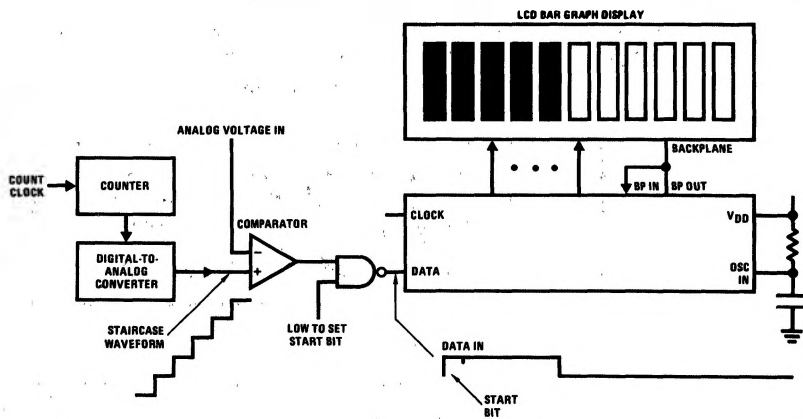 LCD BAR GRAPH DISPLAY
ANALOG VOLTAGE IN
BACKPLANE
COUNT
CLOCK
COUNTER
BP IN
BP OUT
COMPARATOR
CLOCK
VDD
DIGITAL-TO-
ANALOG
CONVERTER
−
+
DATA
OSC
IN
STAIRCASE
WAVEFORM
LOW TO SET
START BIT
DATA IN
START
BIT